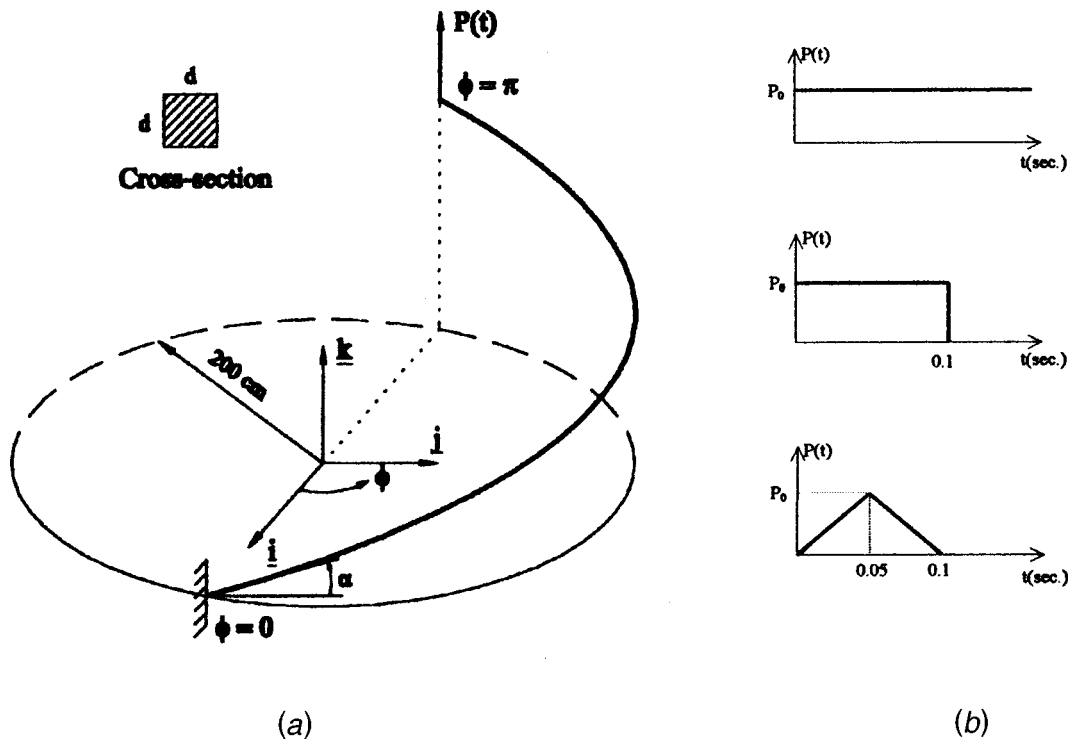 P(t)
ϕ = π
d
d
Cross-section
200 cm
k
j
ϕ
i
α
ϕ = 0
(a)
P(t)
P₀
t(sec.)
P(t)
P₀
0.1
t(sec.)
P(t)
P₀
0.05
0.1
t(sec.)
(b)